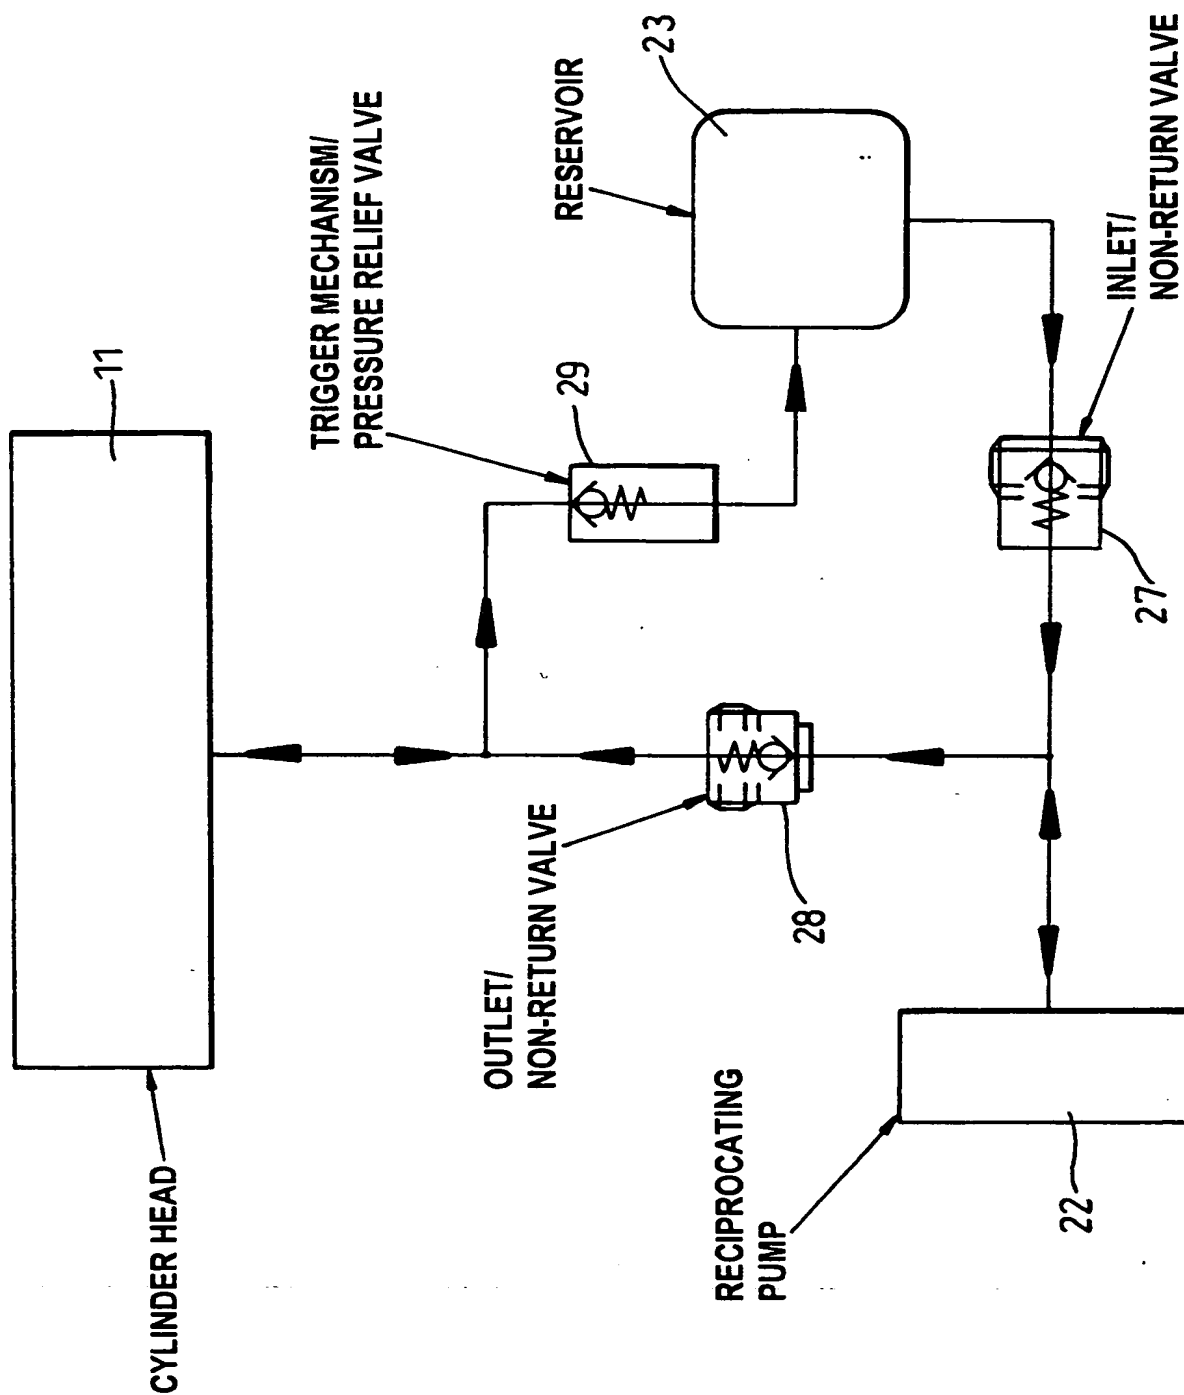 CYLINDER HEAD
11
TRIGGER MECHANISM/
PRESSURE RELIEF VALVE
29
RESERVOIR
23
OUTLET/
NON-RETURN VALVE
28
INLET/
NON-RETURN VALVE
27
RECIPROCATING
PUMP
22